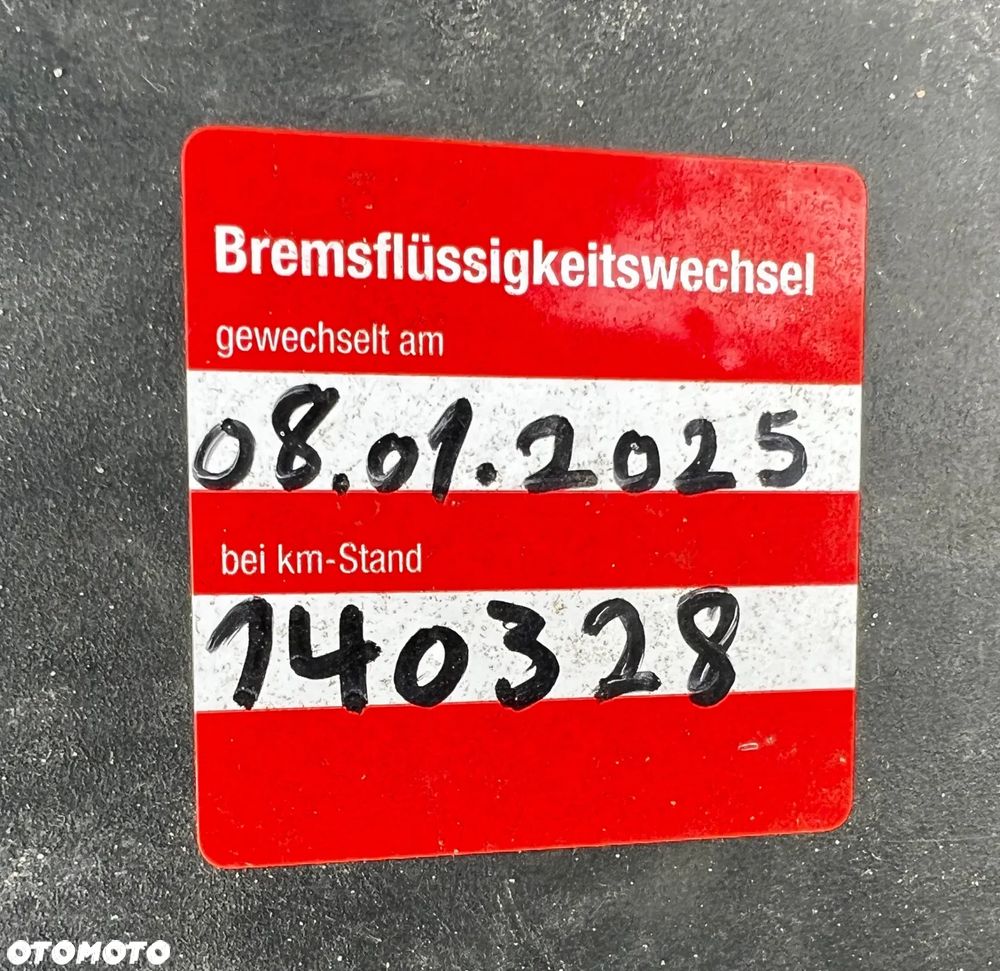 Bremsflüssigkeitswechsel
gewechselt am
08.01.2025
bei km-Stand
140328
OTOMOTO